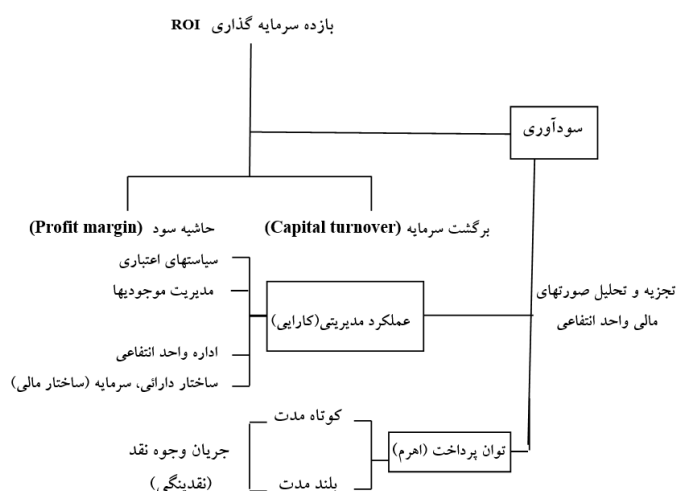 بازده سرمایه گذاری ROI
سودآوری
برگشت سرمایه (Capital turnover)
حاشیه سود (Profit margin)
تجزیه و تحلیل صورتهای
مالی واحد انتفاعی
عملکرد مدیریتی(کارایی)
سیاستهای اعتباری
مدیریت موجودیها
اداره واحد انتفاعی
ساختار دارائی، سرمایه (ساختار مالی)
توان پرداخت (اهرم)
کوتاه مدت
بلند مدت
جریان وجوه نقد
(نقدینگی)